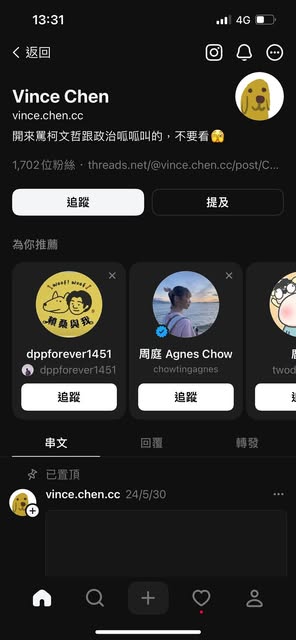 13:31
4G
返回
Vince Chen
vince.chen.cc
開來罵柯文哲跟政治呱呱叫的，不要看🫣
1,702 位粉絲 · threads.net/@vince.chen.cc/post/C...
追蹤
提及
為你推薦
WOOF! WOOF!
賴桑與我
dppforever1451
dppforever1451
追蹤
周庭 Agnes Chow
chowtingagnes
追蹤
twod
串文
回覆
轉發
已置頂
vince.chen.cc 24/5/30